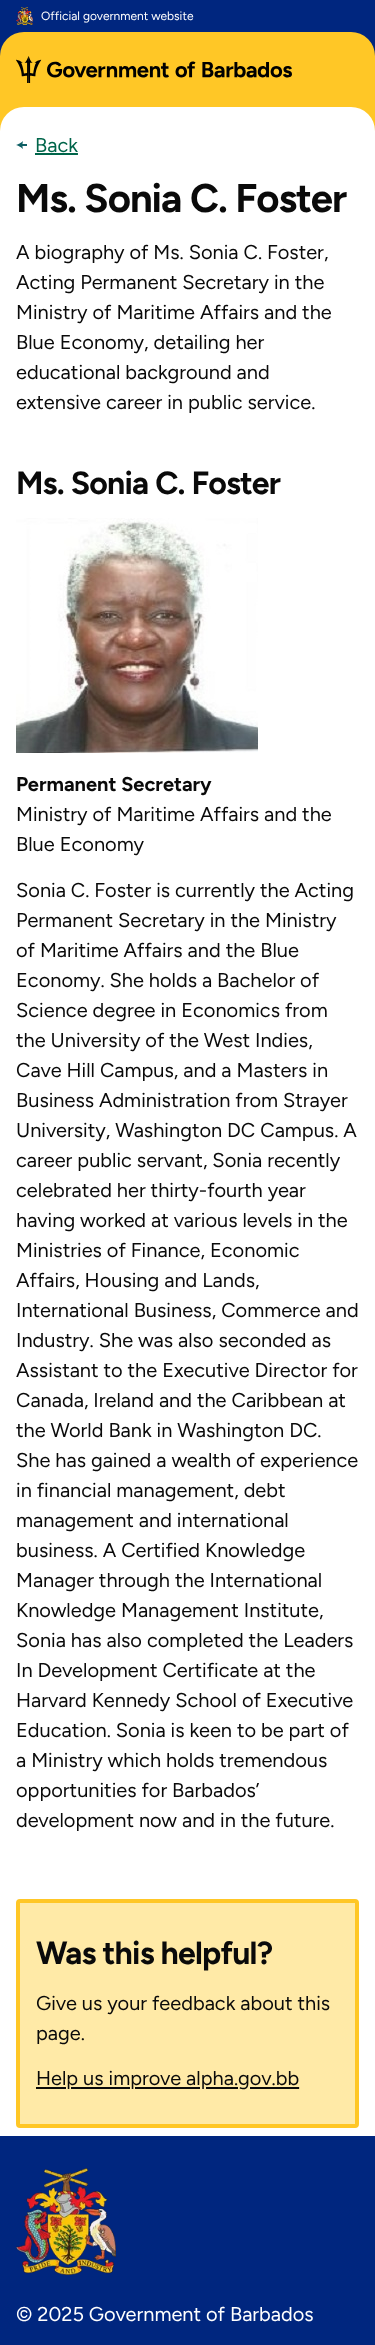 Official government website
Government of Barbados
Back
Ms. Sonia C. Foster
A biography of Ms. Sonia C. Foster,
Acting Permanent Secretary in the
Ministry of Maritime Affairs and the
Blue Economy, detailing her
educational background and
extensive career in public service.
Ms. Sonia C. Foster
Permanent Secretary
Ministry of Maritime Affairs and the
Blue Economy
Sonia C. Foster is currently the Acting
Permanent Secretary in the Ministry
of Maritime Affairs and the Blue
Economy. She holds a Bachelor of
Science degree in Economics from
the University of the West Indies,
Cave Hill Campus, and a Masters in
Business Administration from Strayer
University, Washington DC Campus. A
career public servant, Sonia recently
celebrated her thirty-fourth year
having worked at various levels in the
Ministries of Finance, Economic
Affairs, Housing and Lands,
International Business, Commerce and
Industry. She was also seconded as
Assistant to the Executive Director for
Canada, Ireland and the Caribbean at
the World Bank in Washington DC.
She has gained a wealth of experience
in financial management, debt
management and international
business. A Certified Knowledge
Manager through the International
Knowledge Management Institute,
Sonia has also completed the Leaders
In Development Certificate at the
Harvard Kennedy School of Executive
Education. Sonia is keen to be part of
a Ministry which holds tremendous
opportunities for Barbados’
development now and in the future.
Was this helpful?
Give us your feedback about this
page.
Help us improve alpha.gov.bb
PRIDE AND INDUSTRY
© 2025 Government of Barbados